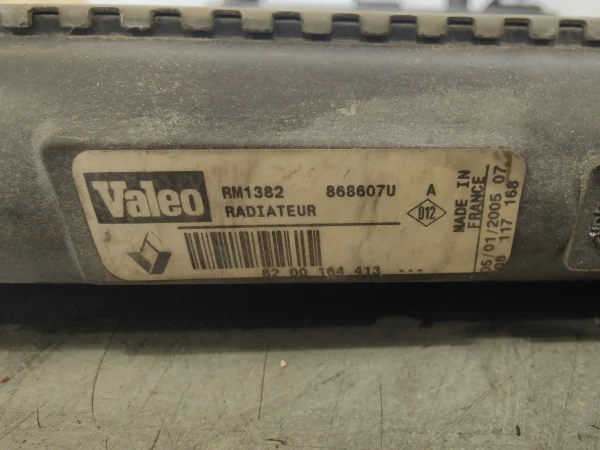 Valeo
RM1382 868607U A
RADIATEUR
D12
82 00 164 413 ---
MADE IN
FRANCE
05/01/2005 07
08 117 168